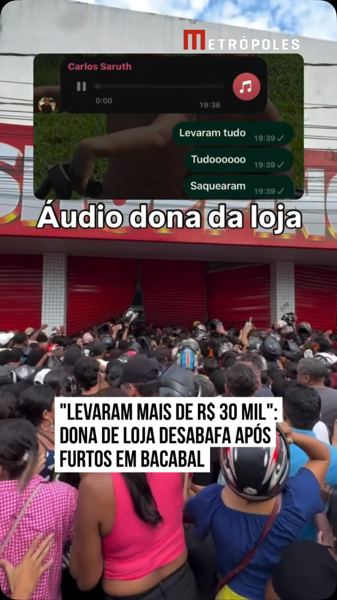 METRÓPOLES
Carlos Saruth
0:00
19:36
Levaram tudo
19:39
Tudoooooo
19:39
Saquearam
19:39
Áudio dona da loja
"LEVARAM MAIS DE R$ 30 MIL":
DONA DE LOJA DESABAFA APÓS
FURTOS EM BACABAL